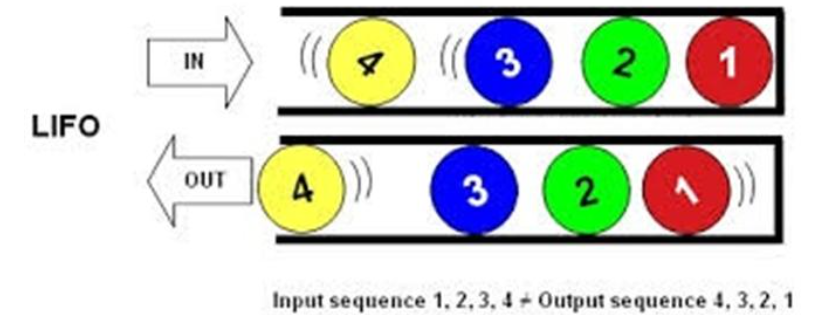 IN
4 3 2 1
LIFO
OUT
4 3 2 1
Input sequence 1, 2, 3, 4 ≠ Output sequence 4, 3, 2, 1